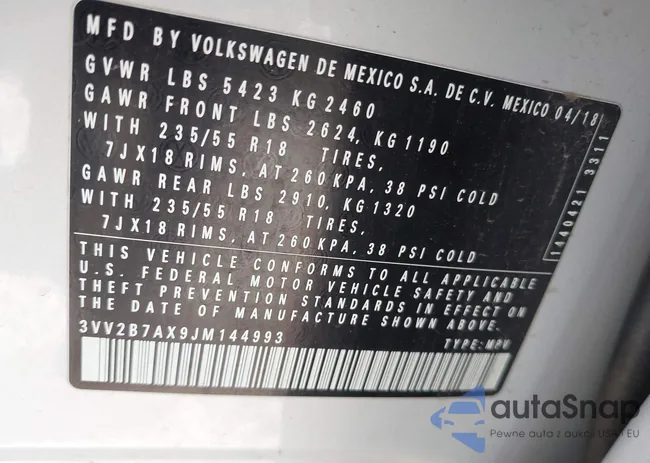 MFD BY VOLKSWAGEN DE MEXICO S.A. DE C.V. MEXICO 04/18
GVWR LBS 5423 KG 2460
GAWR FRONT LBS 2624, KG 1190
WITH 235/55 R18 TIRES,
7JX18 RIMS, AT 260KPA, 38 PSI COLD
GAWR REAR LBS 2910, KG 1320
WITH 235/55 R18 TIRES,
7JX18 RIMS, AT 260KPA, 38 PSI COLD
THIS VEHICLE CONFORMS TO ALL APPLICABLE
U.S. FEDERAL MOTOR VEHICLE SAFETY AND
THEFT PREVENTION STANDARDS IN EFFECT ON
THE DATE OF MANUFACTURE SHOWN ABOVE.
3VV2B7AX9JM144993 TYPE: MPV
1440421 3311
autaSnap
Pewne auta z aukcji USA i EU